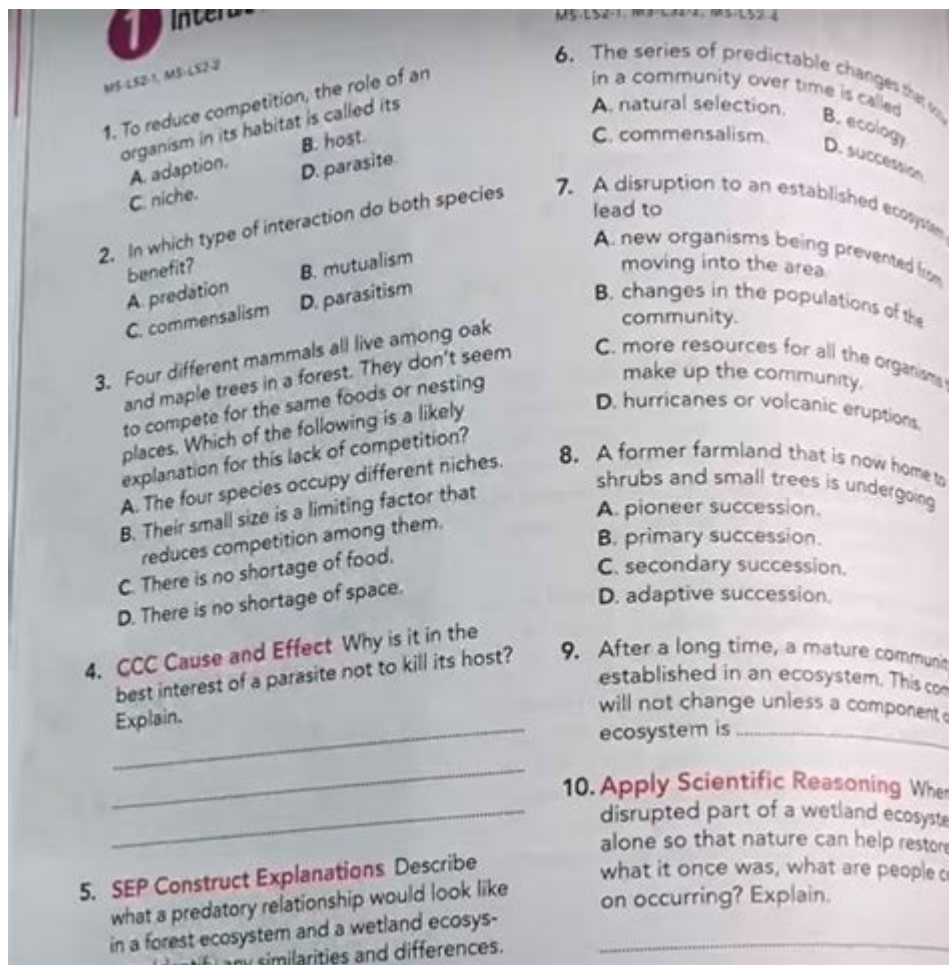 1
MS-LS2-1, MS-LS2-2
1. To reduce competition, the role of an
organism in its habitat is called its
A. adaption. B. host.
C. niche. D. parasite
2. In which type of interaction do both species
benefit?
A. predation B. mutualism
C. commensalism D. parasitism
3. Four different mammals all live among oak
and maple trees in a forest. They don't seem
to compete for the same foods or nesting
places. Which of the following is a likely
explanation for this lack of competition?
A. The four species occupy different niches.
B. Their small size is a limiting factor that
reduces competition among them.
C. There is no shortage of food.
D. There is no shortage of space.
4. CCC Cause and Effect Why is it in the
best interest of a parasite not to kill its host?
Explain.
5. SEP Construct Explanations Describe
what a predatory relationship would look like
in a forest ecosystem and a wetland ecosys-
any similarities and differences.
6. The series of predictable changes that
in a community over time is called
A. natural selection. B. ecology
C. commensalism. D. succession
7. A disruption to an established ecosystem
lead to
A. new organisms being prevented from
moving into the area.
B. changes in the populations of the
community.
C. more resources for all the organisms
make up the community.
D. hurricanes or volcanic eruptions.
8. A former farmland that is now home to
shrubs and small trees is undergoing
A. pioneer succession.
B. primary succession.
C. secondary succession.
D. adaptive succession.
9. After a long time, a mature
established in an ecosystem. This
will not change unless a component
ecosystem is
10. Apply Scientific Reasoning
disrupted part of a wetland
alone so that nature can help restore
what it once was, what are people
on occurring? Explain.